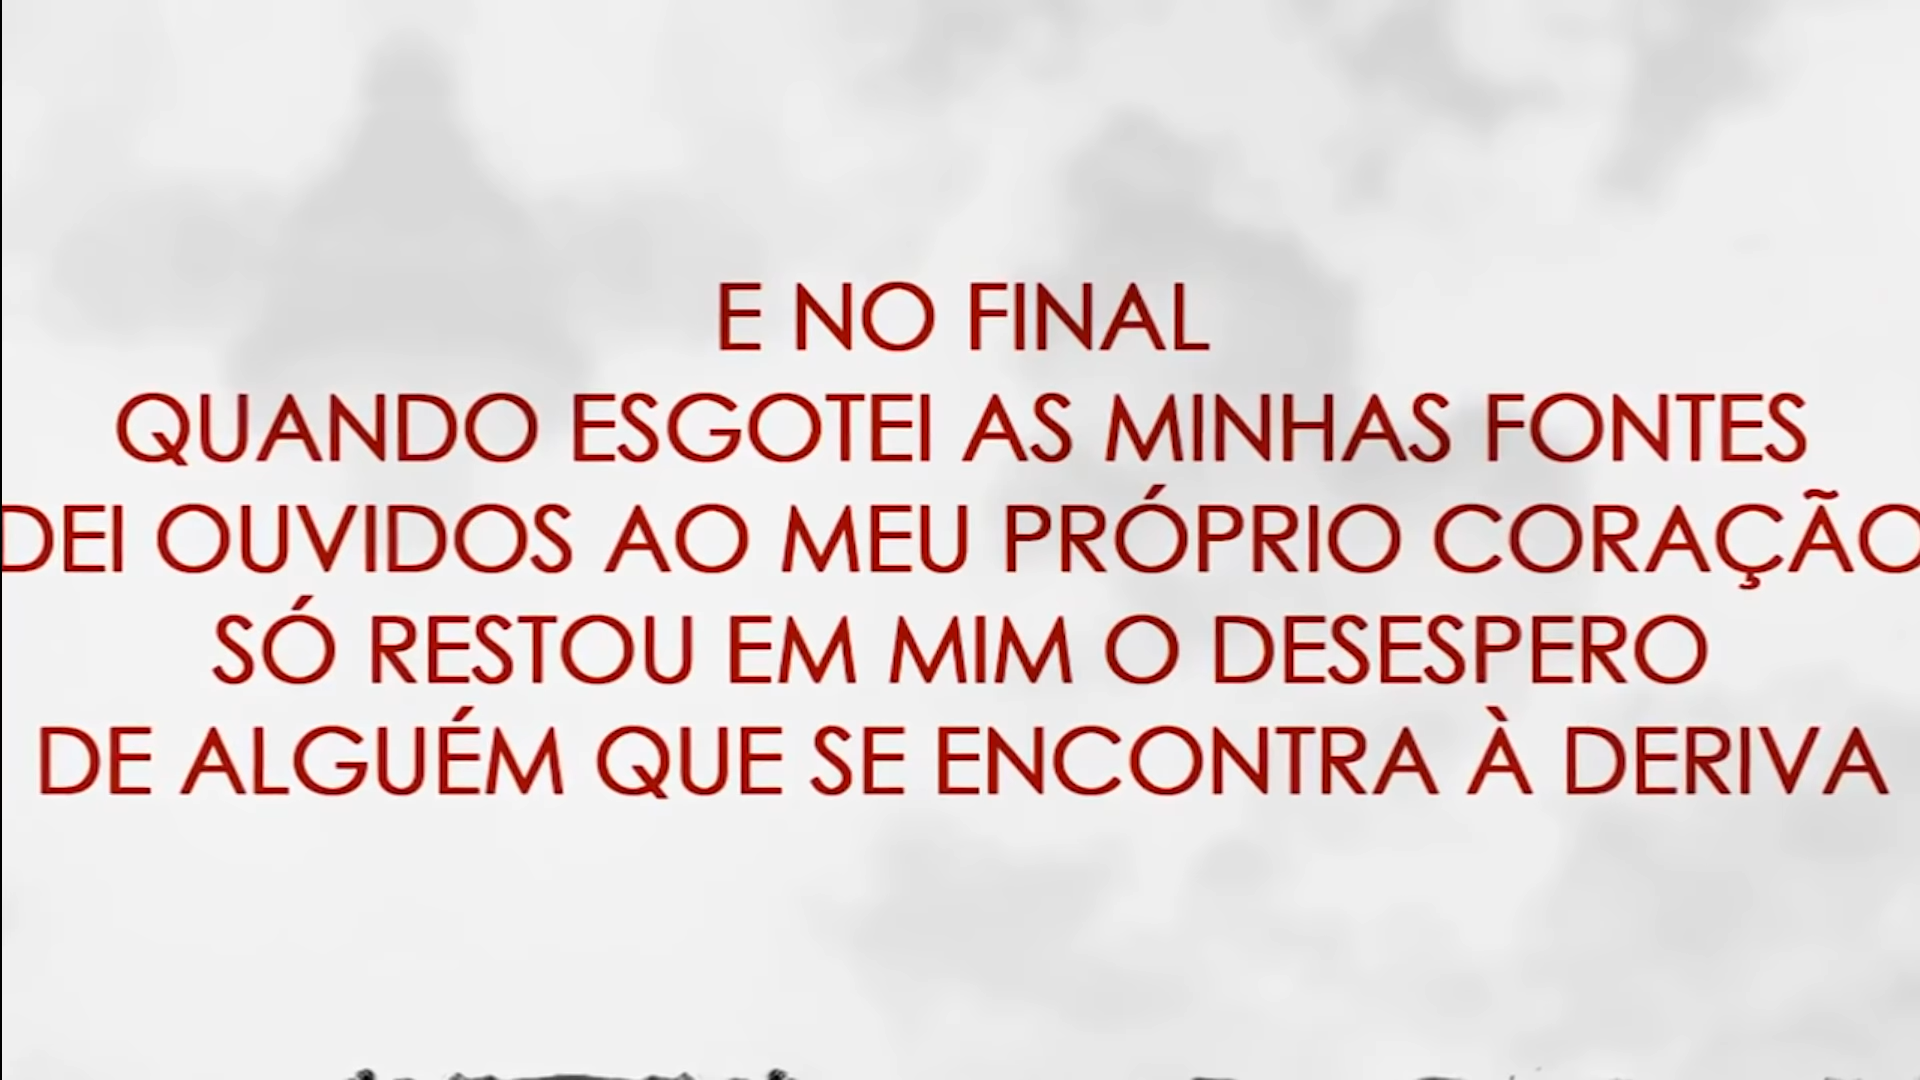 E NO FINAL
QUANDO ESGOTEI AS MINHAS FONTES
DEI OUVIDOS AO MEU PRÓPRIO CORAÇÃO
SÓ RESTOU EM MIM O DESESPERO
DE ALGUÉM QUE SE ENCONTRA À DERIVA